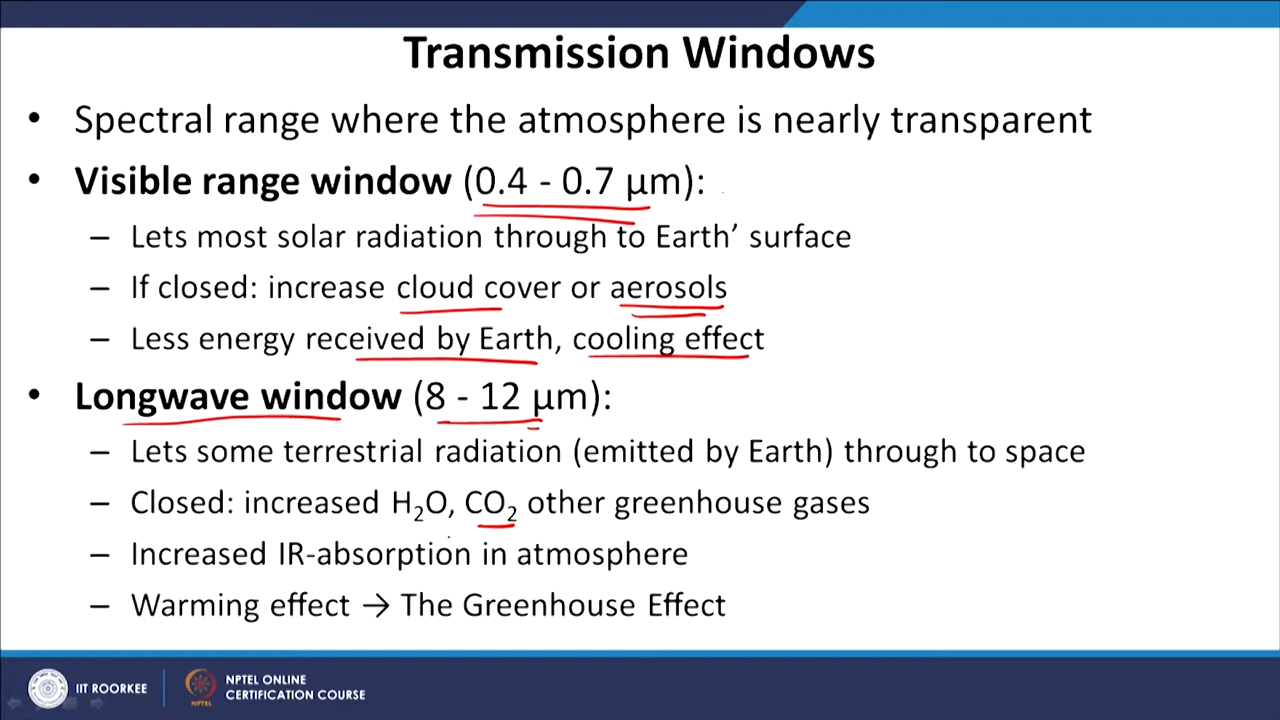 Transmission Windows
• Spectral range where the atmosphere is nearly transparent
• Visible range window (0.4 - 0.7 μm):
– Lets most solar radiation through to Earth’ surface
– If closed: increase cloud cover or aerosols
– Less energy received by Earth, cooling effect
• Longwave window (8 - 12 μm):
– Lets some terrestrial radiation (emitted by Earth) through to space
– Closed: increased H₂O, CO₂ other greenhouse gases
– Increased IR-absorption in atmosphere
– Warming effect → The Greenhouse Effect
IIT ROORKEE
NPTEL
NPTEL ONLINE
CERTIFICATION COURSE